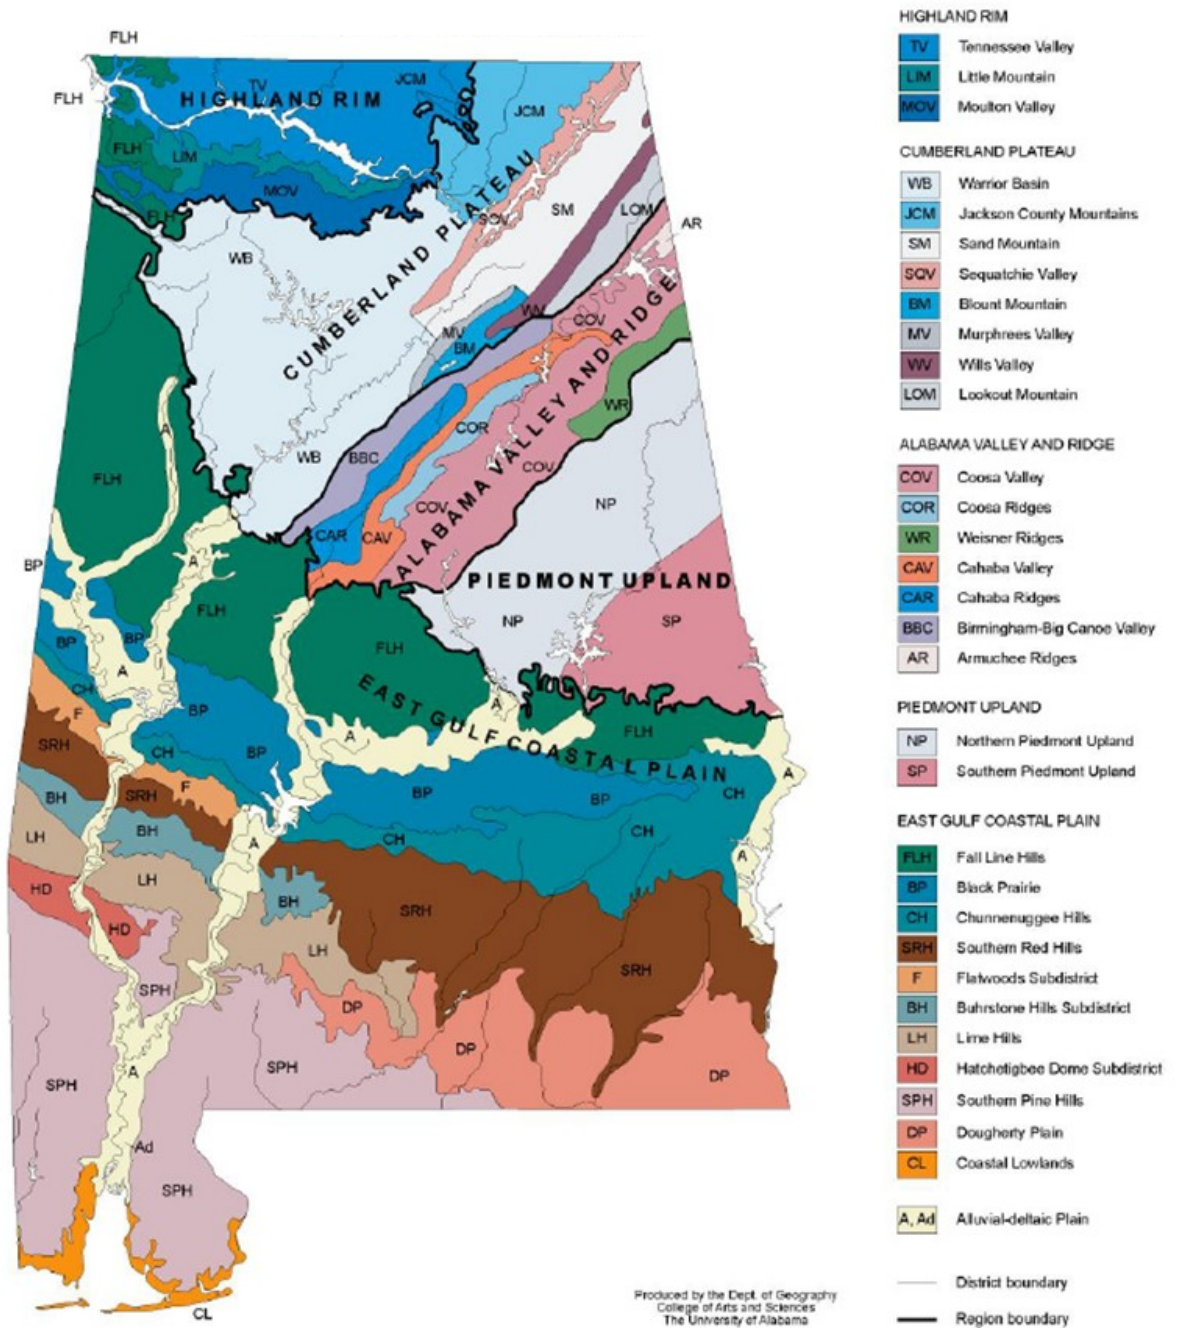 FLH
FLH
TV
JCM
HIGHLAND RIM
JCM
FLH
LIM
MOV
FLH
SQV
SM
LOM
AR
WB
CUMBERLAND PLATEAU
WV
COV
MV
BM
WR
A
COR
WB
BBC
COV
FLH
COV
NP
CAR
CAV
ALABAMA VALLEY AND RIDGE
A
BP
PIEDMONT UPLAND
FLH
NP
SP
BP
BP
FLH
A
CH
F
BP
EAST GULF COASTAL PLAIN
A
A
FLH
SRH
CH
BP
A
BH
SRH
F
BP
BP
CH
LH
BH
A
CH
CH
A
HD
LH
BH
SRH
HD
LH
SRH
SPH
DP
SPH
A
SPH
DP
DP
Ad
SPH
CL
HIGHLAND RIM
TV Tennessee Valley
LIM Little Mountain
MOV Moulton Valley
CUMBERLAND PLATEAU
WB Warrior Basin
JCM Jackson County Mountains
SM Sand Mountain
SQV Sequatchie Valley
BM Blount Mountain
MV Murphrees Valley
WV Wills Valley
LOM Lookout Mountain
ALABAMA VALLEY AND RIDGE
COV Coosa Valley
COR Coosa Ridges
WR Weisner Ridges
CAV Cahaba Valley
CAR Cahaba Ridges
BBC Birmingham-Big Canoe Valley
AR Armuchee Ridges
PIEDMONT UPLAND
NP Northern Piedmont Upland
SP Southern Piedmont Upland
EAST GULF COASTAL PLAIN
FLH Fall Line Hills
BP Black Prairie
CH Chunnenuggee Hills
SRH Southern Red Hills
F Flatwoods Subdistrict
BH Buhrstone Hills Subdistrict
LH Lime Hills
HD Hatchetigbee Dome Subdistrict
SPH Southern Pine Hills
DP Dougherty Plain
CL Coastal Lowlands
A, Ad Alluvial-deltaic Plain
District boundary
Region boundary
Produced by the Dept. of Geography
College of Arts and Sciences
The University of Alabama